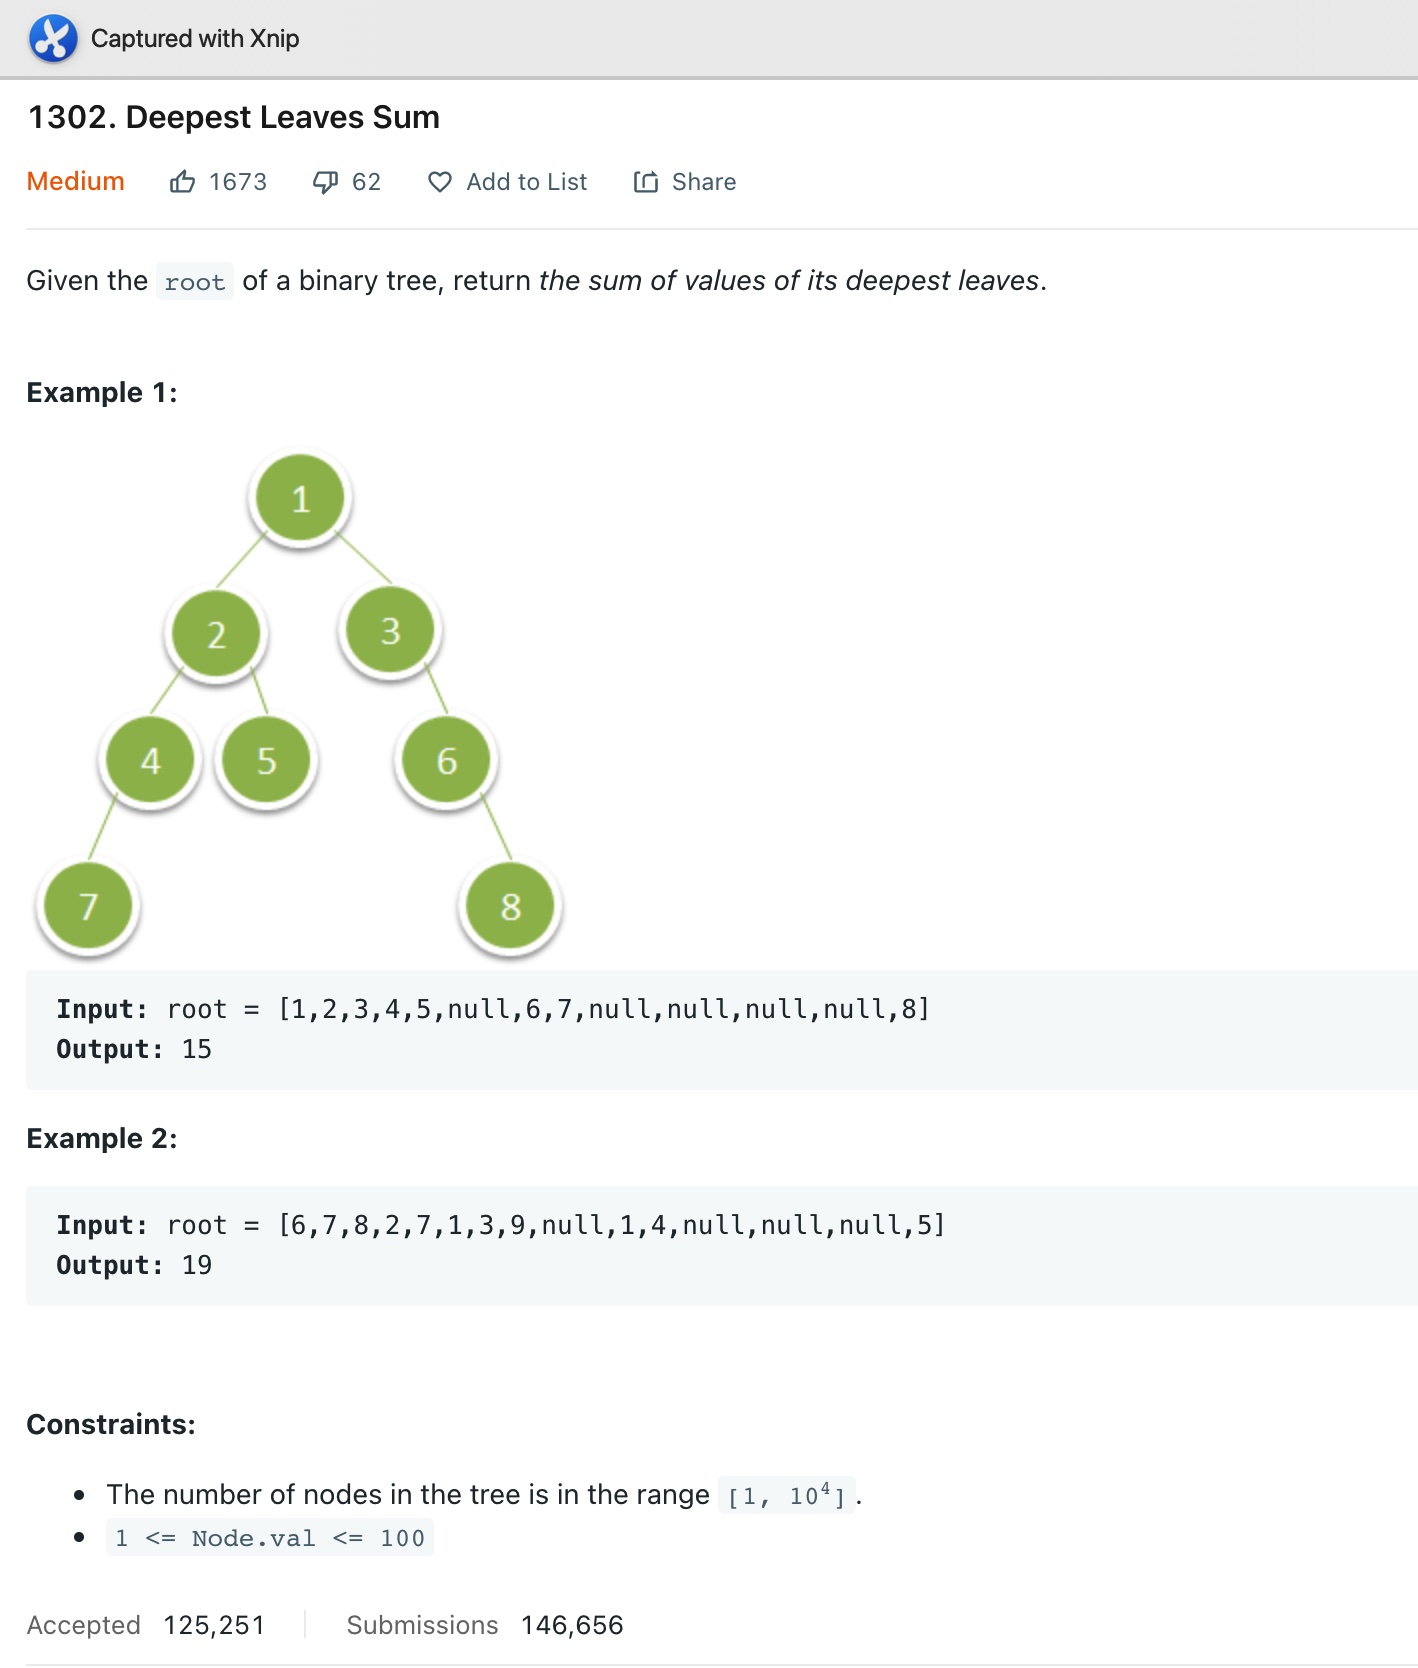 Captured with Xnip
1302. Deepest Leaves Sum
Medium 1673 62 Add to List Share
Given the root of a binary tree, return the sum of values of its deepest leaves.
Example 1:
1
2 3
4 5 6
7 8
Input: root = [1,2,3,4,5,null,6,7,null,null,null,null,8]
Output: 15
Example 2:
Input: root = [6,7,8,2,7,1,3,9,null,1,4,null,null,null,5]
Output: 19
Constraints:
• The number of nodes in the tree is in the range [1, 10⁴].
• 1 <= Node.val <= 100
Accepted 125,251 Submissions 146,656